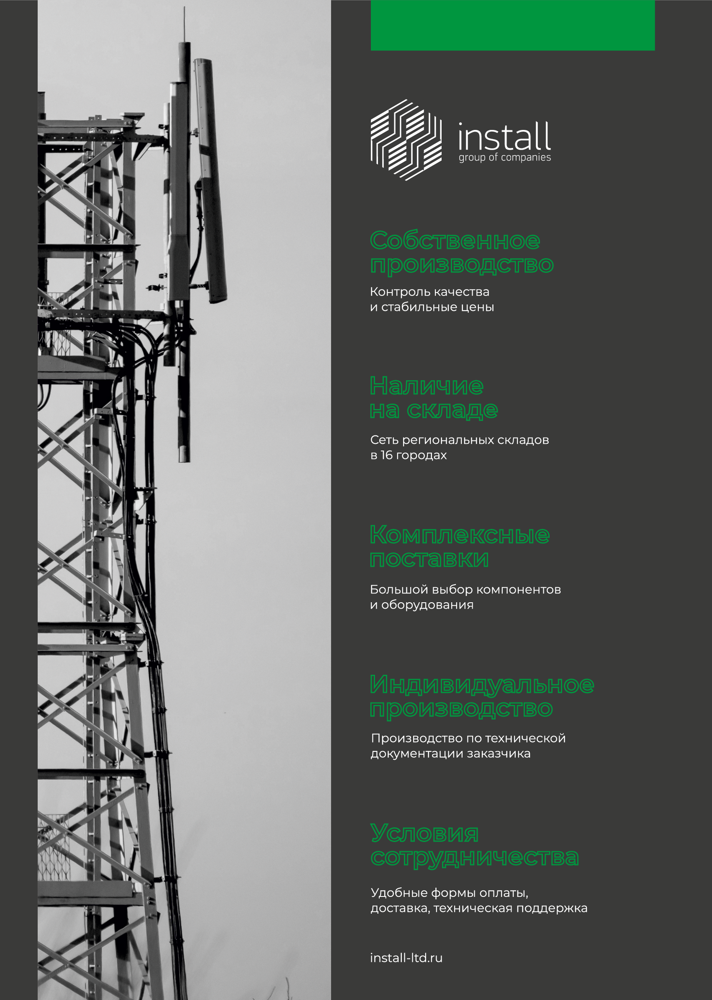 install
group of companies
Собственное
производство
Контроль качества
и стабильные цены
Наличие
на складе
Сеть региональных складов
в 16 городах
Комплексные
поставки
Большой выбор компонентов
и оборудования
Индивидуальное
производство
Производство по технической
документации заказчика
Условия
сотрудничества
Удобные формы оплаты,
доставка, техническая поддержка
install-ltd.ru